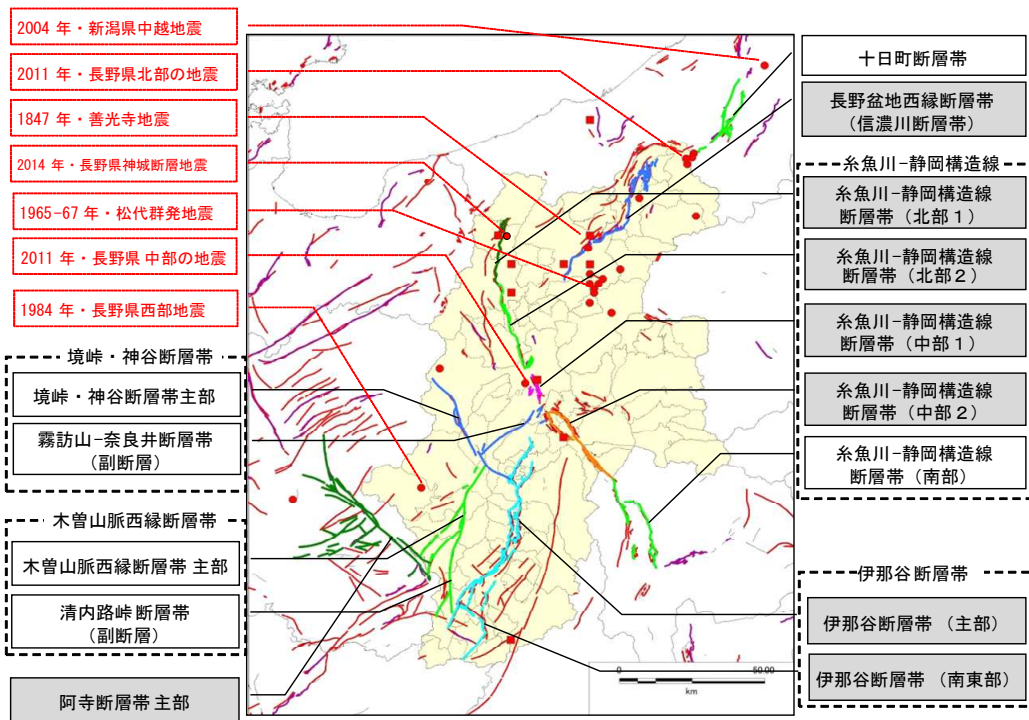 2004 年・新潟県中越地震
2011 年・長野県北部の地震
1847 年・善光寺地震
2014 年・長野県神城断層地震
1965-67 年・松代群発地震
2011 年・長野県 中部の地震
1984 年・長野県西部地震
境峠・神谷断層帯
境峠・神谷断層帯主部
霧訪山-奈良井断層帯
(副断層)
木曽山脈西縁断層帯
木曽山脈西縁断層帯 主部
清内路峠断層帯
(副断層)
阿寺断層帯 主部
十日町断層帯
長野盆地西縁断層帯
(信濃川断層帯)
糸魚川-静岡構造線
糸魚川-静岡構造線
断層帯(北部1)
糸魚川-静岡構造線
断層帯(北部2)
糸魚川-静岡構造線
断層帯(中部1)
糸魚川-静岡構造線
断層帯(中部2)
糸魚川-静岡構造線
断層帯(南部)
伊那谷断層帯
伊那谷断層帯 (主部)
伊那谷断層帯 (南東部)
0 50.00
km